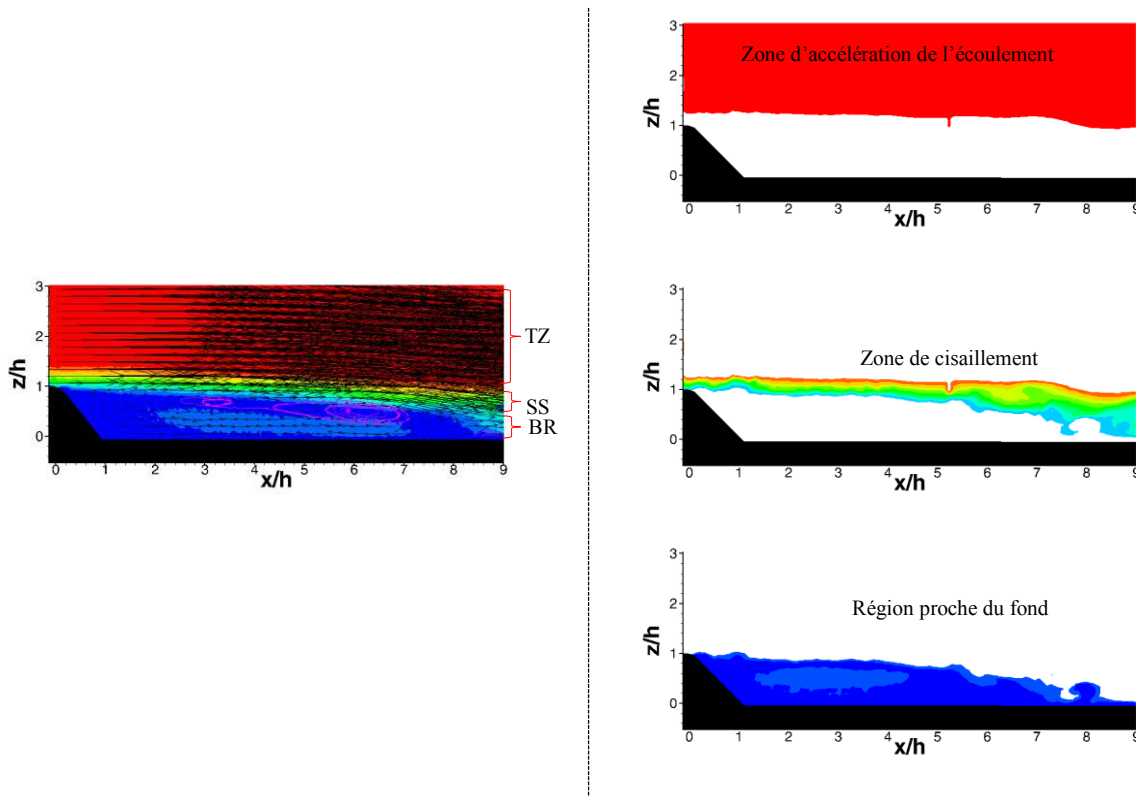 3
2
1
0
z/h
0 1 2 3 4 5 6 7 8 9
x/h
TZ
SS
BR
Zone d’accélération de l’écoulement
3
2
1
0
z/h
0 1 2 3 4 5 6 7 8 9
x/h
Zone de cisaillement
3
2
1
0
z/h
0 1 2 3 4 5 6 7 8 9
x/h
Région proche du fond
3
2
1
0
z/h
0 1 2 3 4 5 6 7 8 9
x/h